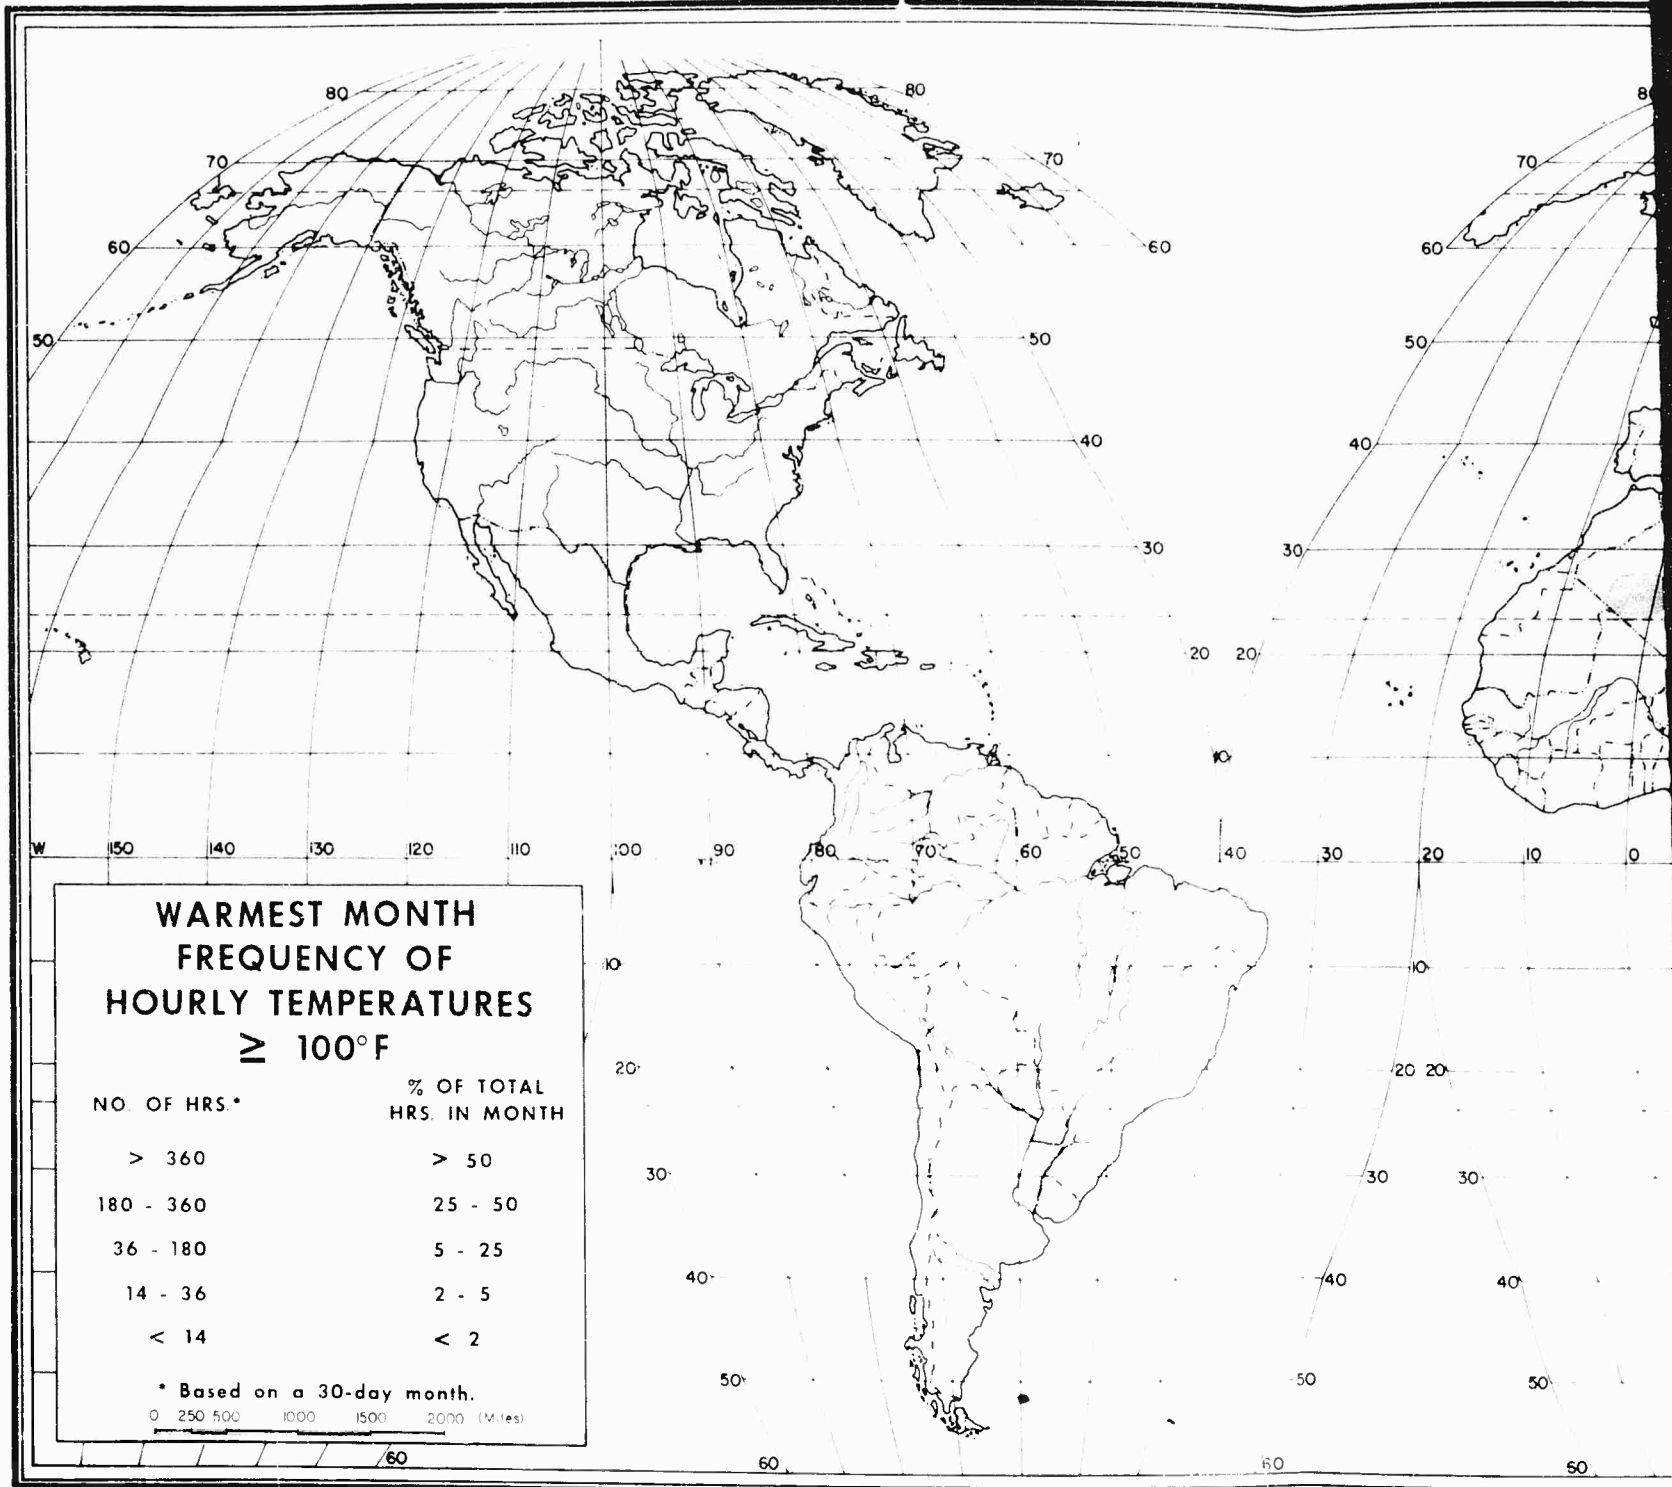 80 80 80
70 70 70
60 60 60
50 50 50
40 40
30 30
20 20
10
W 150 140 130 120 110 100 90 80 70 60 50 40 30 20 10 0
WARMEST MONTH
FREQUENCY OF
HOURLY TEMPERATURES
≥ 100°F
NO. OF HRS.* % OF TOTAL HRS. IN MONTH
> 360 > 50
180 - 360 25 - 50
36 - 180 5 - 25
14 - 36 2 - 5
< 14 < 2
* Based on a 30-day month.
0 250 500 1000 1500 2000 (Miles)
10 10
20 20 20
30 30 30
40 40 40
50 50 50
60 60 60 60